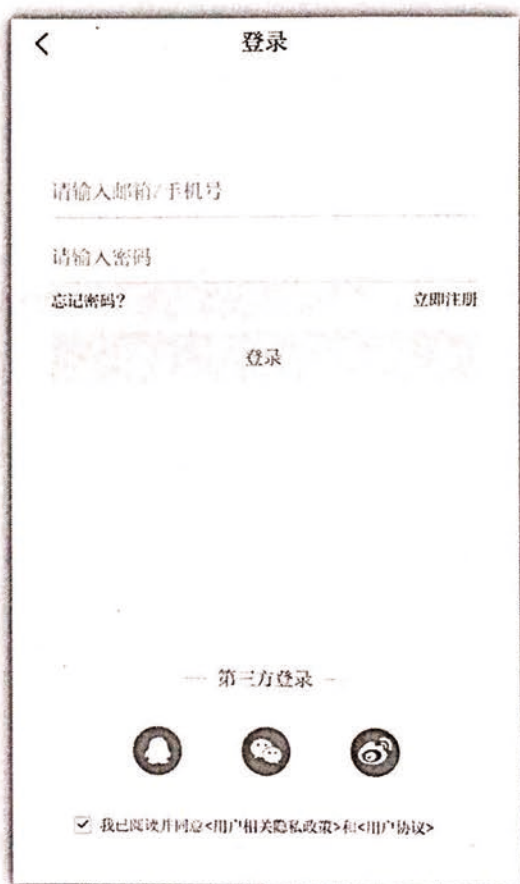 登录
请输入邮箱/手机号
请输入密码
忘记密码? 立即注册
登录
第三方登录
我已阅读并同意<用户相关隐私政策>和<用户协议>